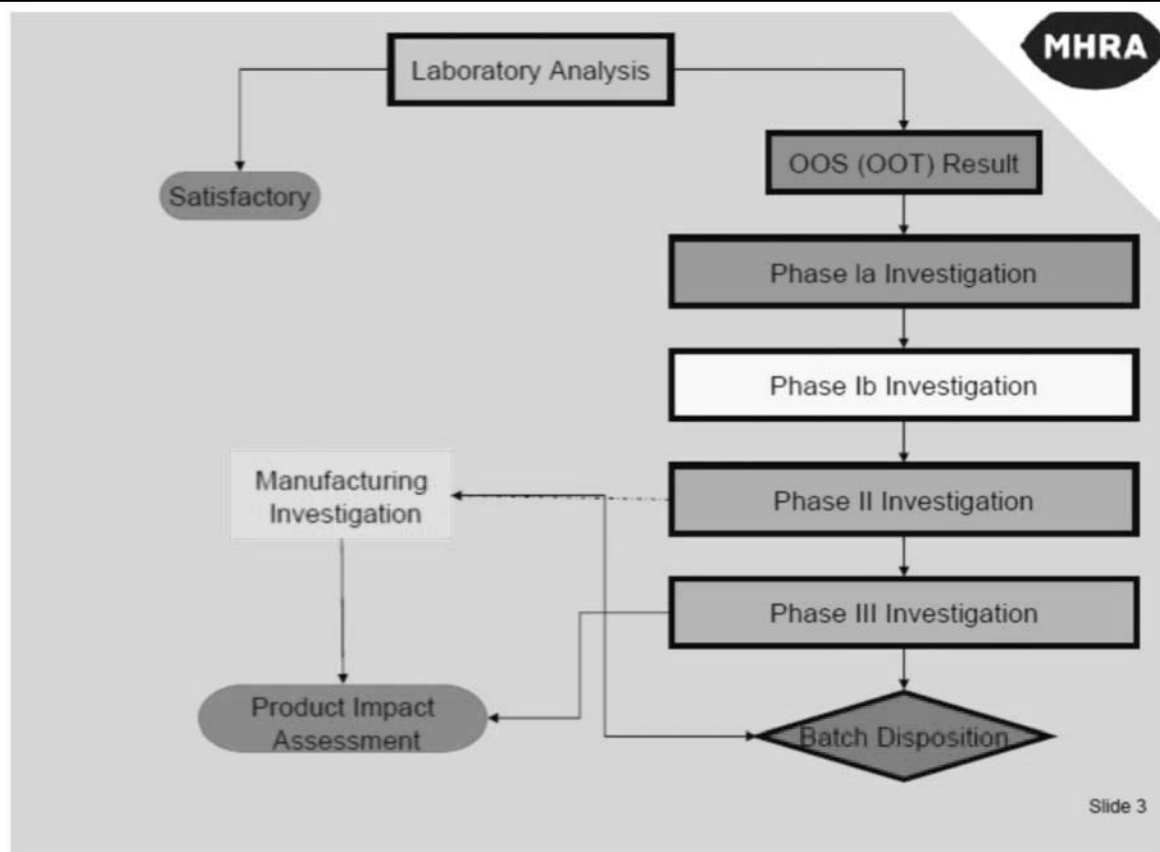 MHRA
Laboratory Analysis
OOS (OOT) Result
Satisfactory
Phase Ia Investigation
Phase Ib Investigation
Manufacturing
Investigation
Phase II Investigation
Phase III Investigation
Product Impact
Assessment
Batch Disposition
Slide 3